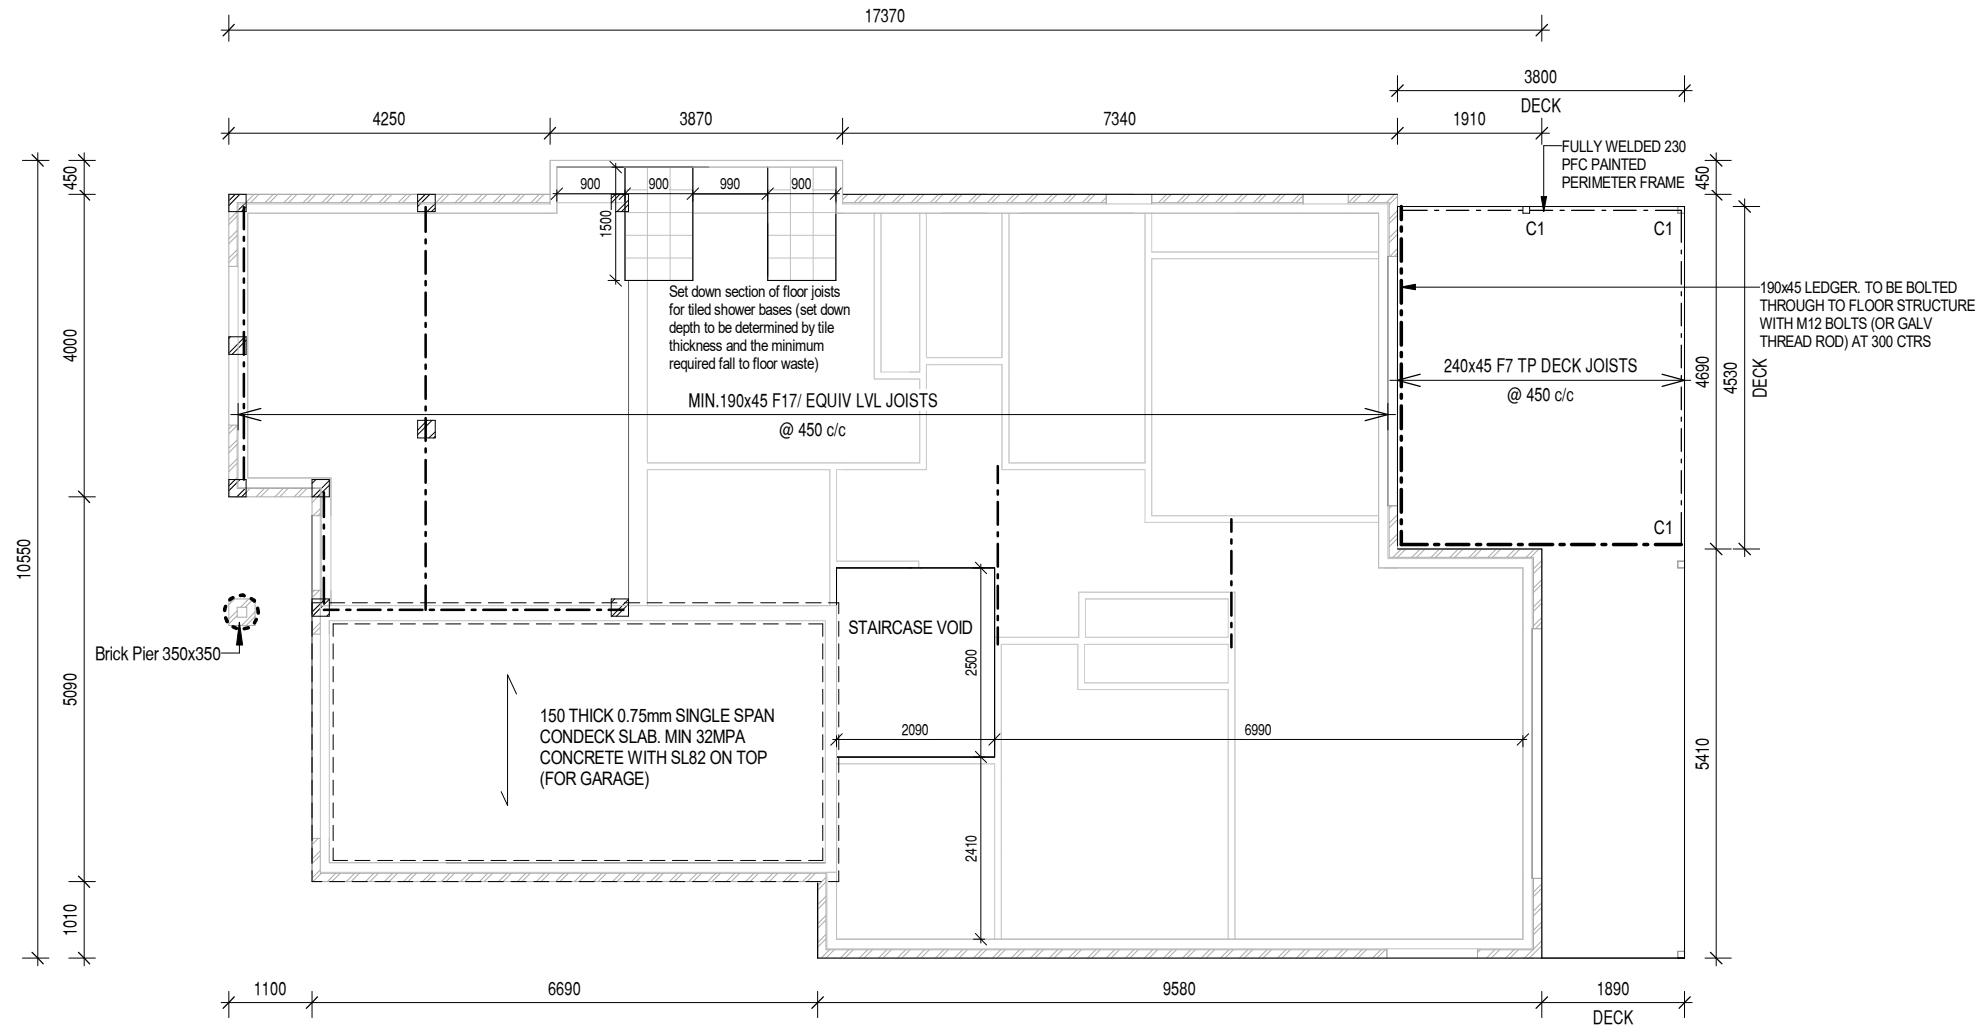 17370
3800
DECK
4250
3870
7340
1910
FULLY WELDED 230
PFC PAINTED
PERIMETER FRAME
450
450
900
900
990
900
1500
C1
C1
Set down section of floor joists
for tiled shower bases (set down
depth to be determined by tile
thickness and the minimum
required fall to floor waste)
190x45 LEDGER. TO BE BOLTED
THROUGH TO FLOOR STRUCTURE
WITH M12 BOLTS (OR GALV
THREAD ROD) AT 300 CTRS
4000
4690
4530
DECK
240x45 F7 TP DECK JOISTS
@ 450 c/c
MIN.190x45 F17/ EQUIV LVL JOISTS
@ 450 c/c
C1
10550
STAIRCASE VOID
2500
Brick Pier 350x350
5090
150 THICK 0.75mm SINGLE SPAN
CONDECK SLAB. MIN 32MPA
CONCRETE WITH SL82 ON TOP
(FOR GARAGE)
2090
6990
5410
2410
1010
1100
6690
9580
1890
DECK